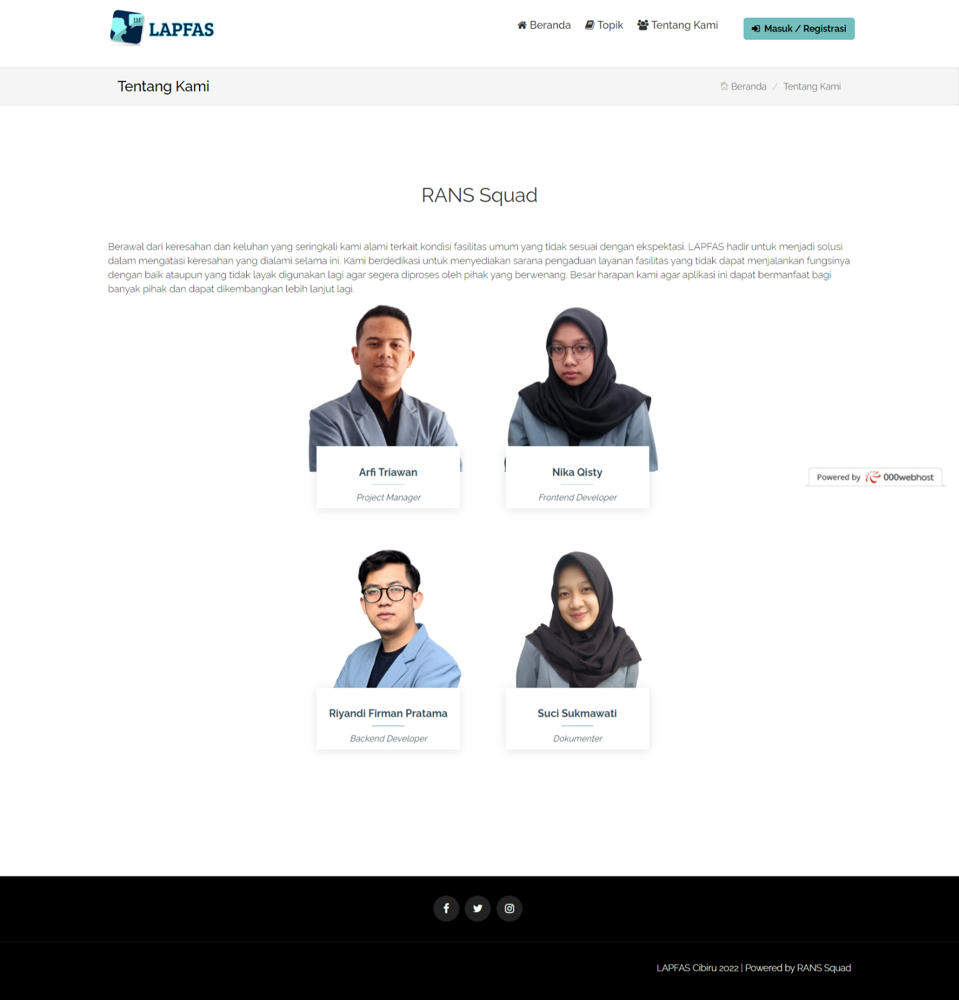 LAPFAS
Beranda
Topik
Tentang Kami
Masuk / Registrasi
Tentang Kami
Beranda / Tentang Kami
RANS Squad
Berawal dari keresahan dan keluhan yang seringkali kami alami terkait kondisi fasilitas umum yang tidak sesuai dengan ekspektasi. LAPFAS hadir untuk menjadi solusi
dalam mengatasi keresahan yang dialami selama ini. Kami berdedikasi untuk menyediakan sarana pengaduan layanan fasilitas yang tidak dapat menjalankan fungsinya
dengan baik ataupun yang tidak layak digunakan lagi agar segera diproses oleh pihak yang berwenang. Besar harapan kami agar aplikasi ini dapat bermanfaat bagi
banyak pihak dan dapat dikembangkan lebih lanjut lagi.
Arfi Triawan
Project Manager
Nika Qisty
Frontend Developer
Powered by 000webhost
Riyandi Firman Pratama
Backend Developer
Suci Sukmawati
Dokumenter
LAPFAS Cibiru 2022 | Powered by RANS Squad